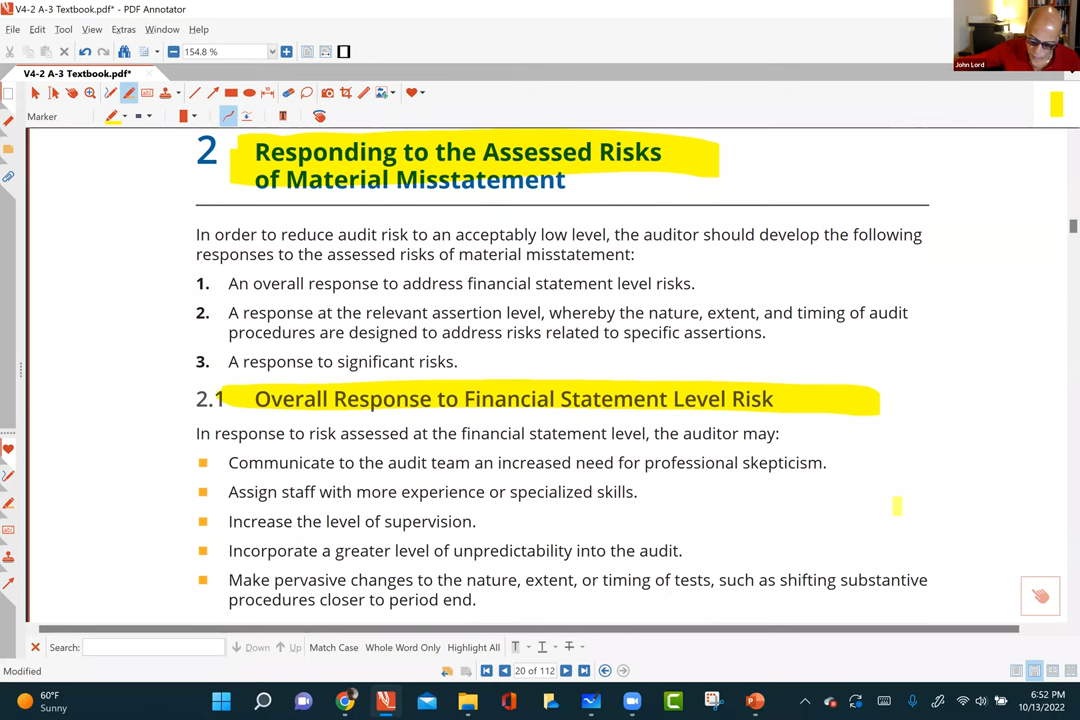 V4-2 A-3 Textbook.pdf* - PDF Annotator
File Edit Tool View Extras Window Help
154.8 %
V4-2 A-3 Textbook.pdf*
Marker
John Lord
2 Responding to the Assessed Risks
of Material Misstatement
In order to reduce audit risk to an acceptably low level, the auditor should develop the following
responses to the assessed risks of material misstatement:
1. An overall response to address financial statement level risks.
2. A response at the relevant assertion level, whereby the nature, extent, and timing of audit
procedures are designed to address risks related to specific assertions.
3. A response to significant risks.
2.1 Overall Response to Financial Statement Level Risk
In response to risk assessed at the financial statement level, the auditor may:
Communicate to the audit team an increased need for professional skepticism.
Assign staff with more experience or specialized skills.
Increase the level of supervision.
Incorporate a greater level of unpredictability into the audit.
Make pervasive changes to the nature, extent, or timing of tests, such as shifting substantive
procedures closer to period end.
Search: Down Up Match Case Whole Word Only Highlight All
Modified
20 of 112
60°F
Sunny
6:52 PM
10/13/2022